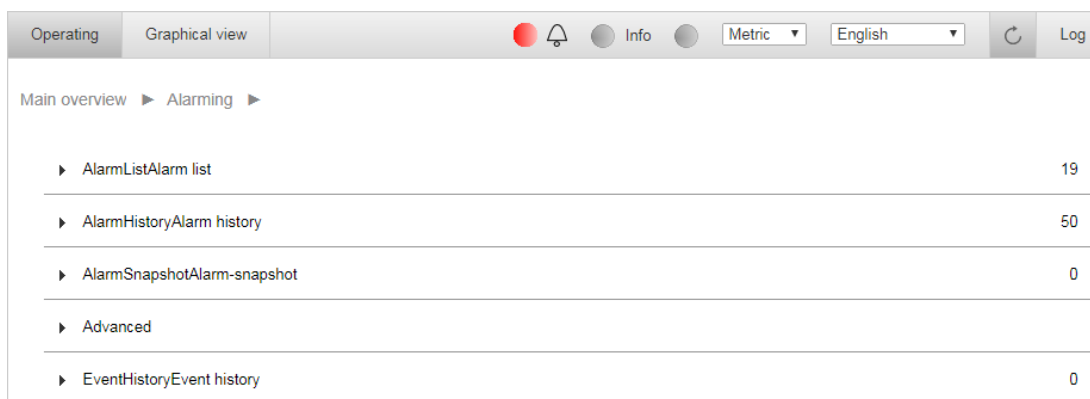 Operating Graphical view Info Metric English Log
Main overview Alarming
AlarmListAlarm list 19
AlarmHistoryAlarm history 50
AlarmSnapshotAlarm-snapshot 0
Advanced
EventHistoryEvent history 0